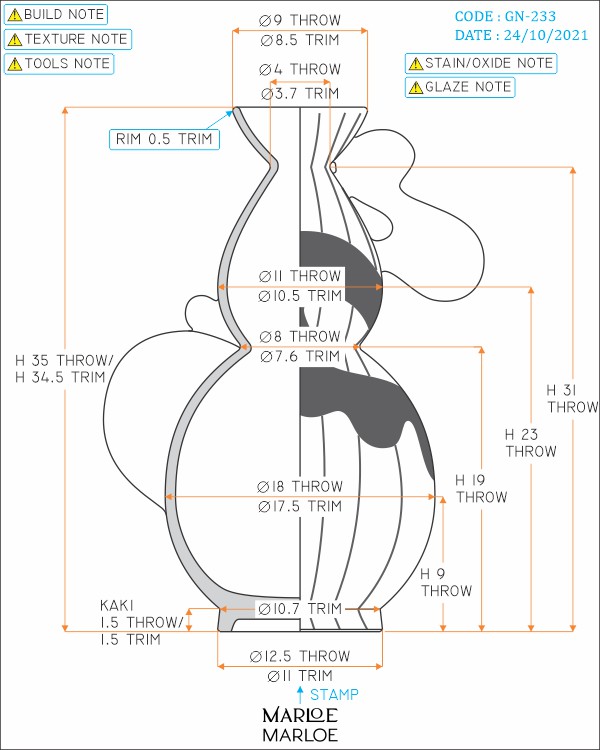 BUILD NOTE
TEXTURE NOTE
TOOLS NOTE
Ø9 THROW
Ø8.5 TRIM
CODE : GN-233
DATE : 24/10/2021
STAIN/OXIDE NOTE
GLAZE NOTE
Ø4 THROW
Ø3.7 TRIM
RIM 0.5 TRIM
Ø11 THROW
Ø10.5 TRIM
Ø8 THROW
Ø7.6 TRIM
H 35 THROW/
H 34.5 TRIM
H 31
THROW
H 23
THROW
H 19
THROW
Ø18 THROW
Ø17.5 TRIM
H 9
THROW
KAKI
1.5 THROW/
1.5 TRIM
Ø10.7 TRIM
Ø12.5 THROW
Ø11 TRIM
STAMP
MARLOE
MARLOE